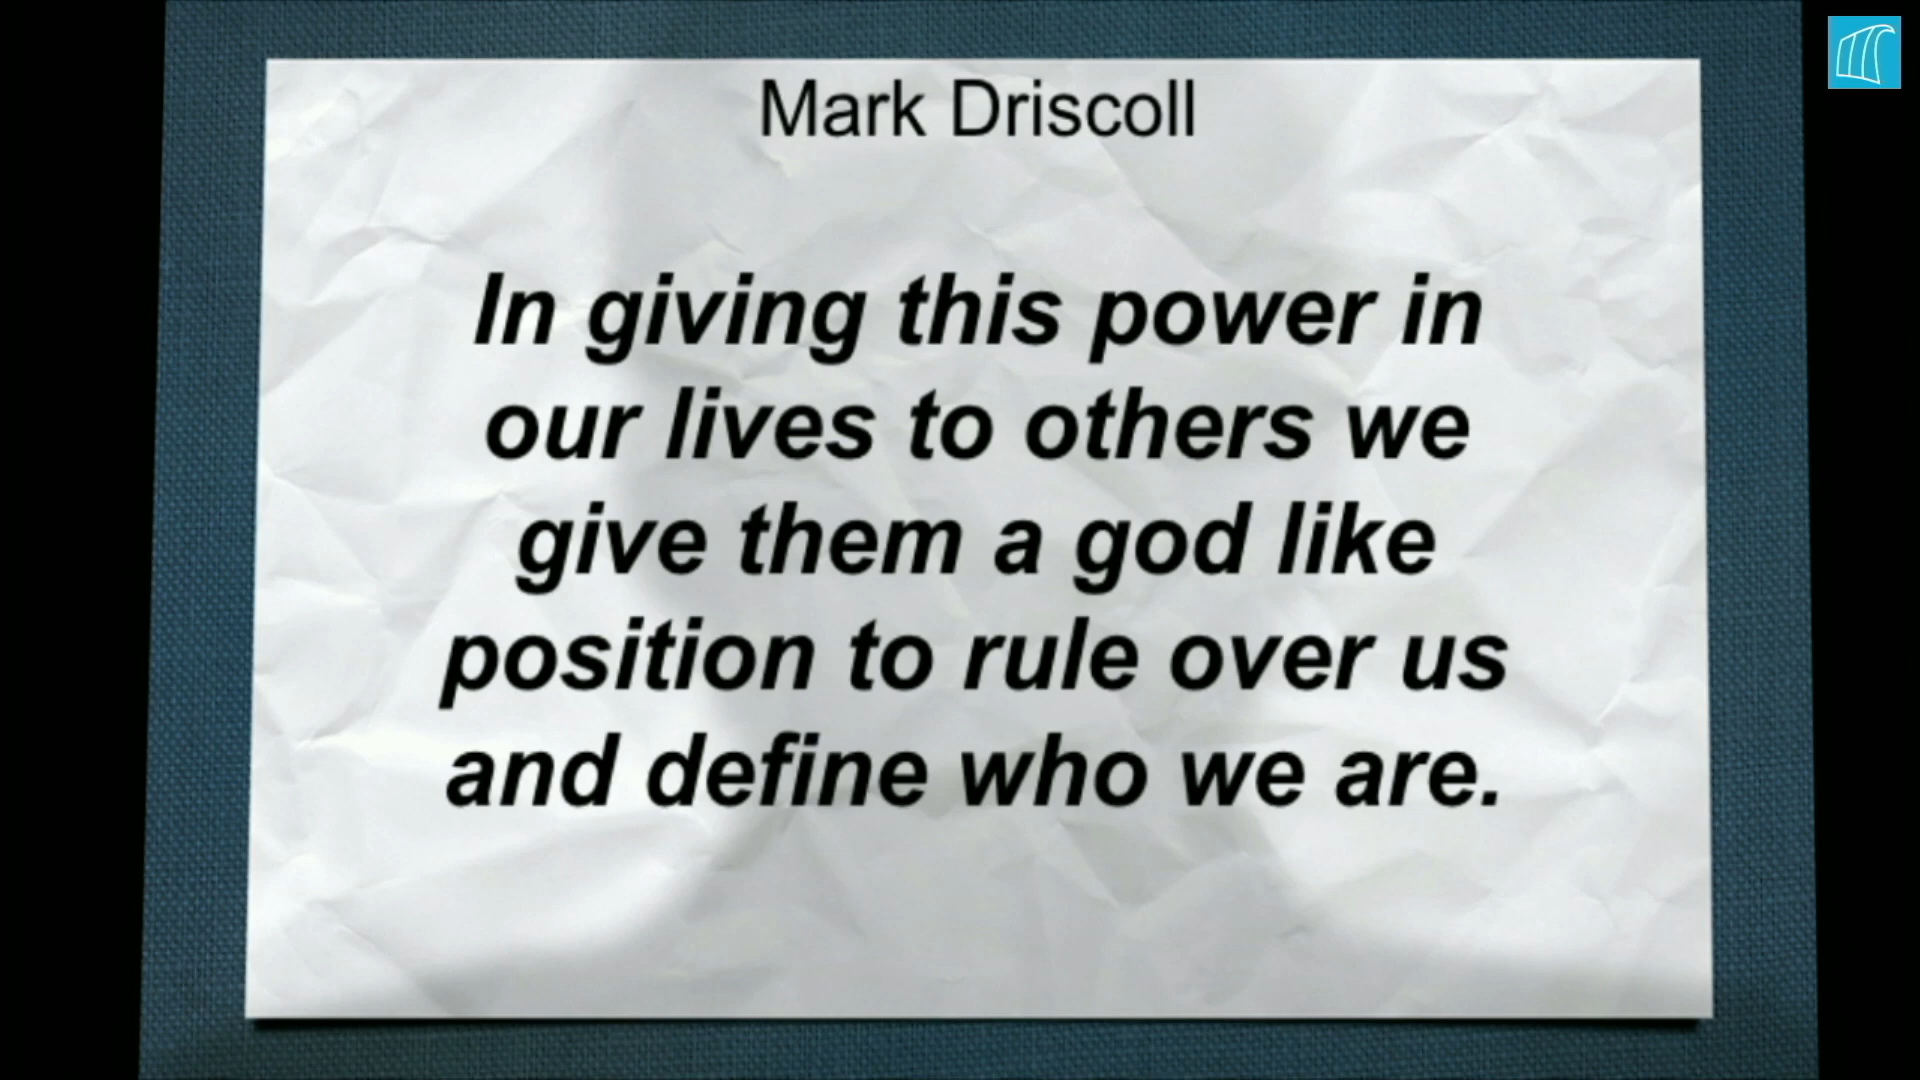 Mark Driscoll
In giving this power in
our lives to others we
give them a god like
position to rule over us
and define who we are.